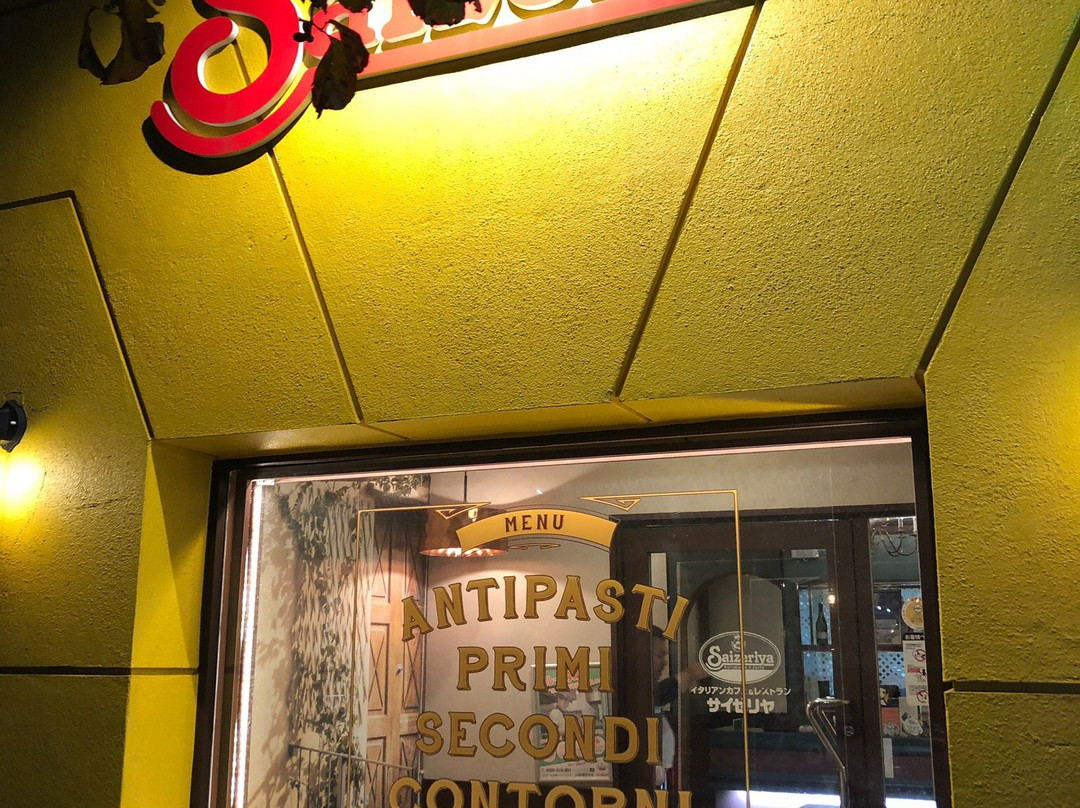 MENU
ANTIPASTI
PRIMI
SECONDI
CONTORNI
Saizeriya
イタリアンカフェ&レストラン
サイゼリヤ